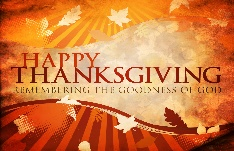 HAPPY
THANKSGIVING
REMEMBERING THE GOODNESS OF GOD